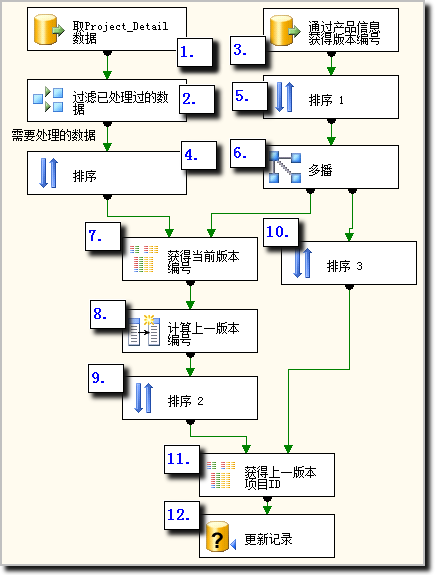 取Project_Detail
数据
1.
3.
通过产品信息
获得版本编号
2.
过滤已处理过的数
据
5.
排序 1
需要处理的数据
4.
排序
6.
多播
7.
获得当前版本
编号
10.
排序 3
8.
计算上一版本
编号
9.
排序 2
11.
获得上一版本
项目ID
12.
更新记录